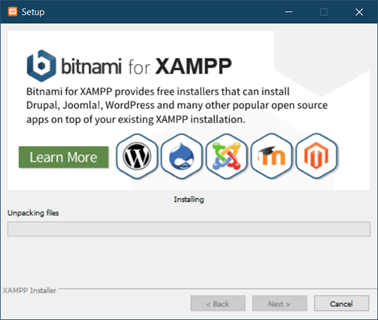 Setup
bitnami for XAMPP
Bitnami for XAMPP provides free installers that can install
Drupal, Joomla!, WordPress and many other popular open source
apps on top of your existing XAMPP installation.
Learn More
Installing
Unpacking files
XAMPP Installer
< Back
Next >
Cancel